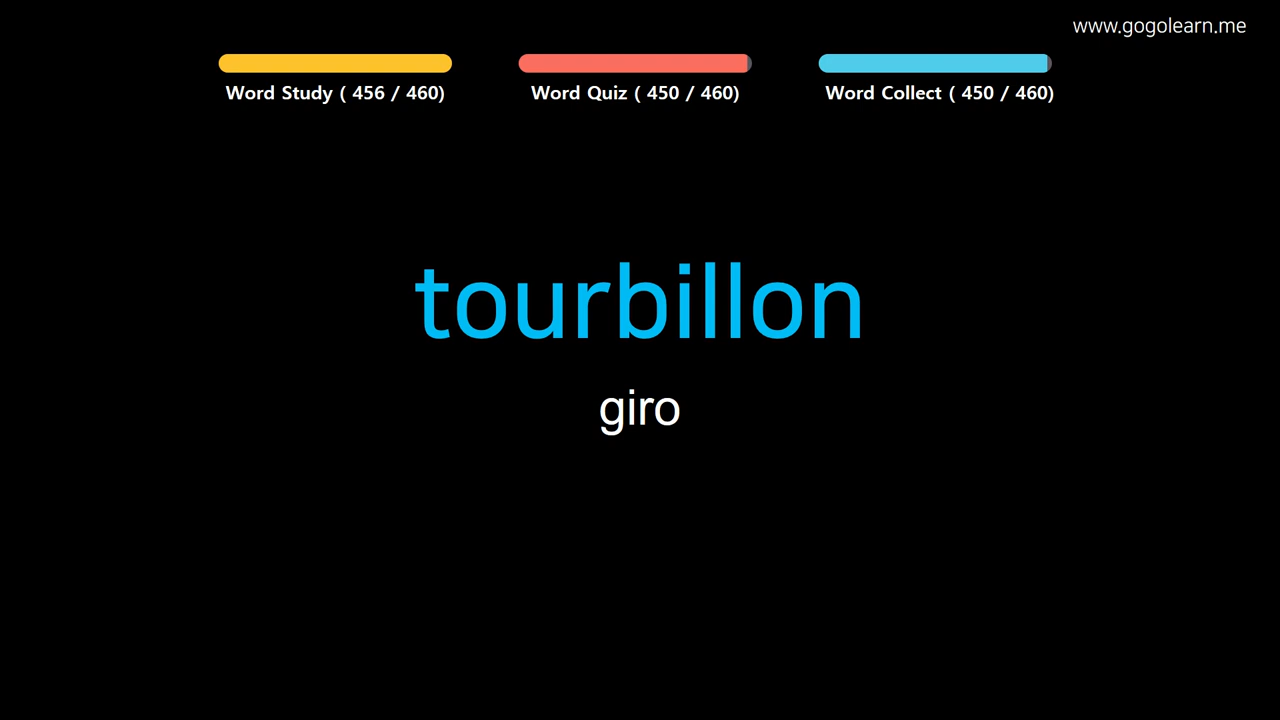 www.gogolearn.me
Word Study ( 456 / 460)
Word Quiz ( 450 / 460)
Word Collect ( 450 / 460)
tourbillon
giro